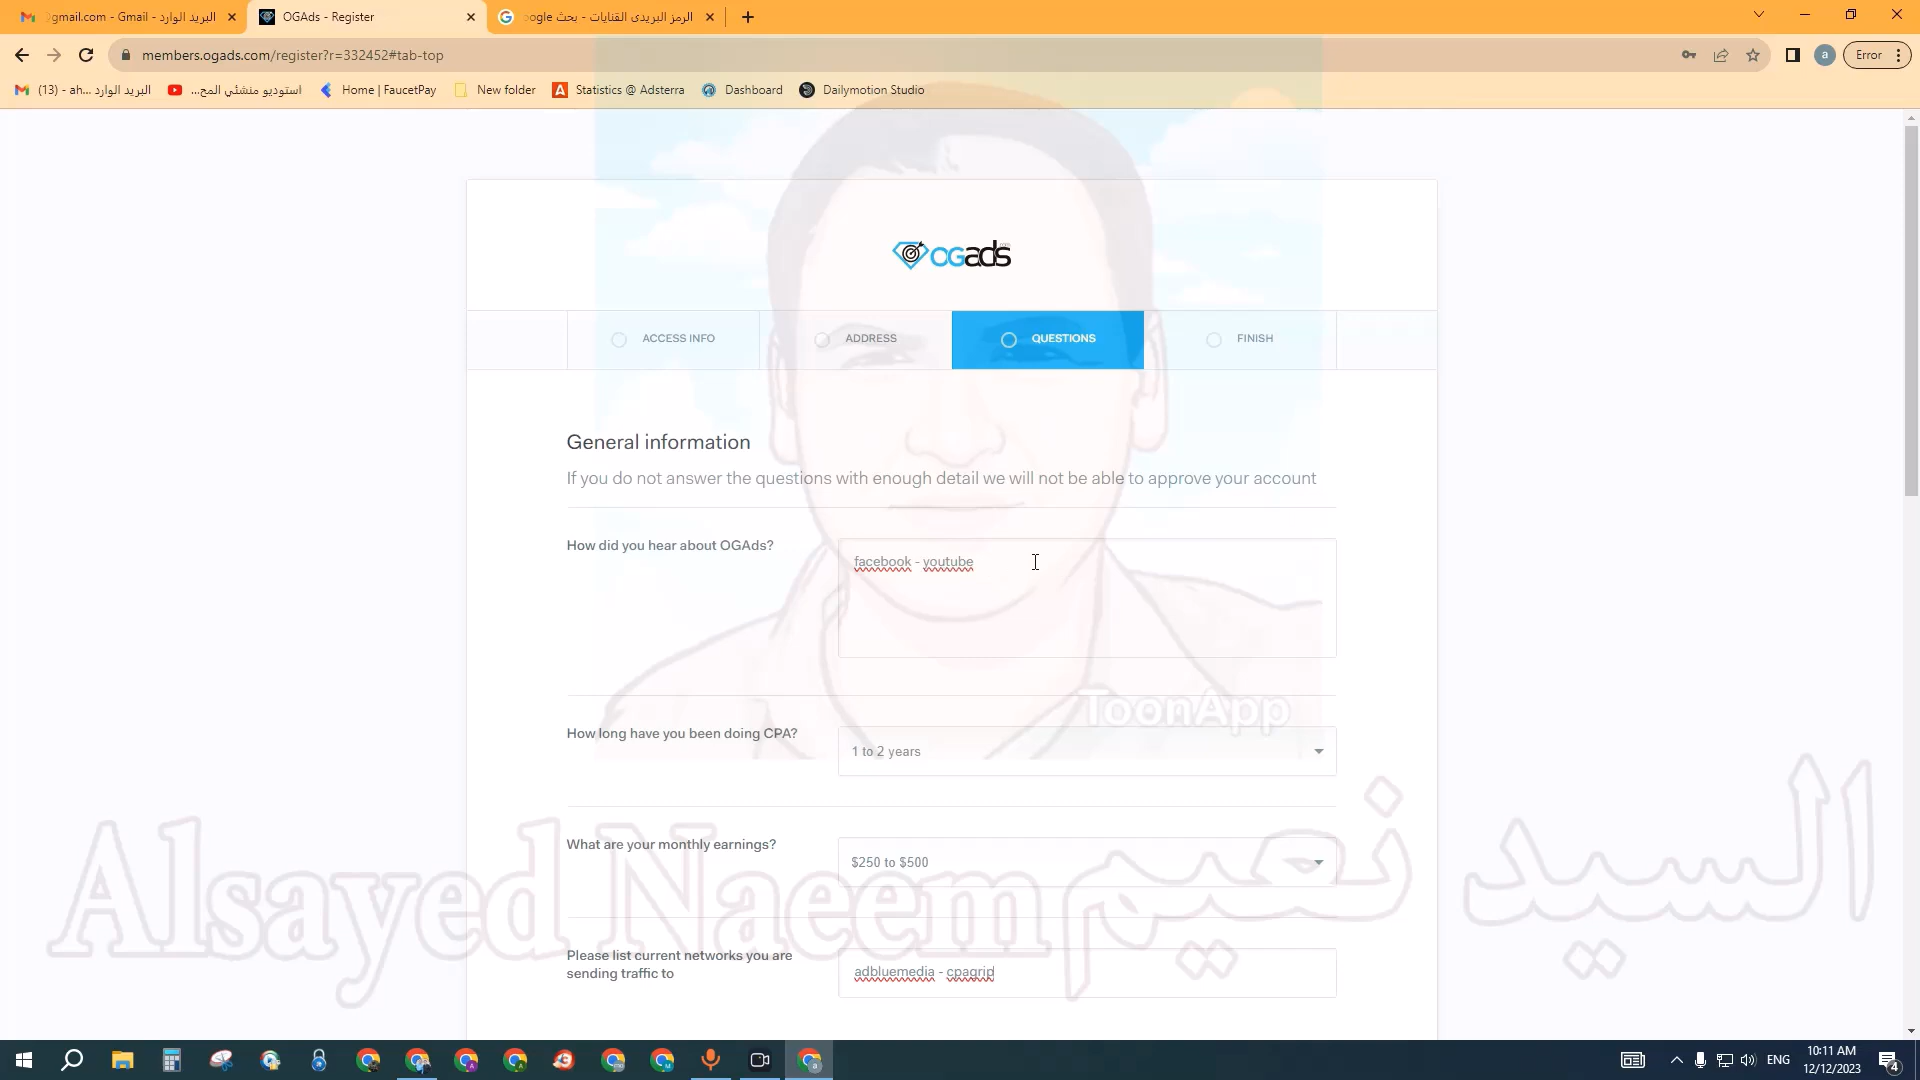 البريد الوارد - Gmail - gmail.com
OGAds - Register
الرمز البريدى القنايات - بحث
members.ogads.com/register?r=332452#tab-top
a
Error
البريد الوارد (13) - ah...
استوديو منشئي المح...
Home | FaucetPay
New folder
Statistics @ Adsterra
Dashboard
Dailymotion Studio
OGads
ACCESS INFO
ADDRESS
QUESTIONS
FINISH
General information
If you do not answer the questions with enough detail we will not be able to approve your account
How did you hear about OGAds?
facebook - youtube
ToonApp
How long have you been doing CPA?
1 to 2 years
What are your monthly earnings?
$250 to $500
Alsayed Naeem السيد نعيم
Please list current networks you are
sending traffic to
adbluemedia - cpagrip
ENG
10:11 AM
12/12/2023
4